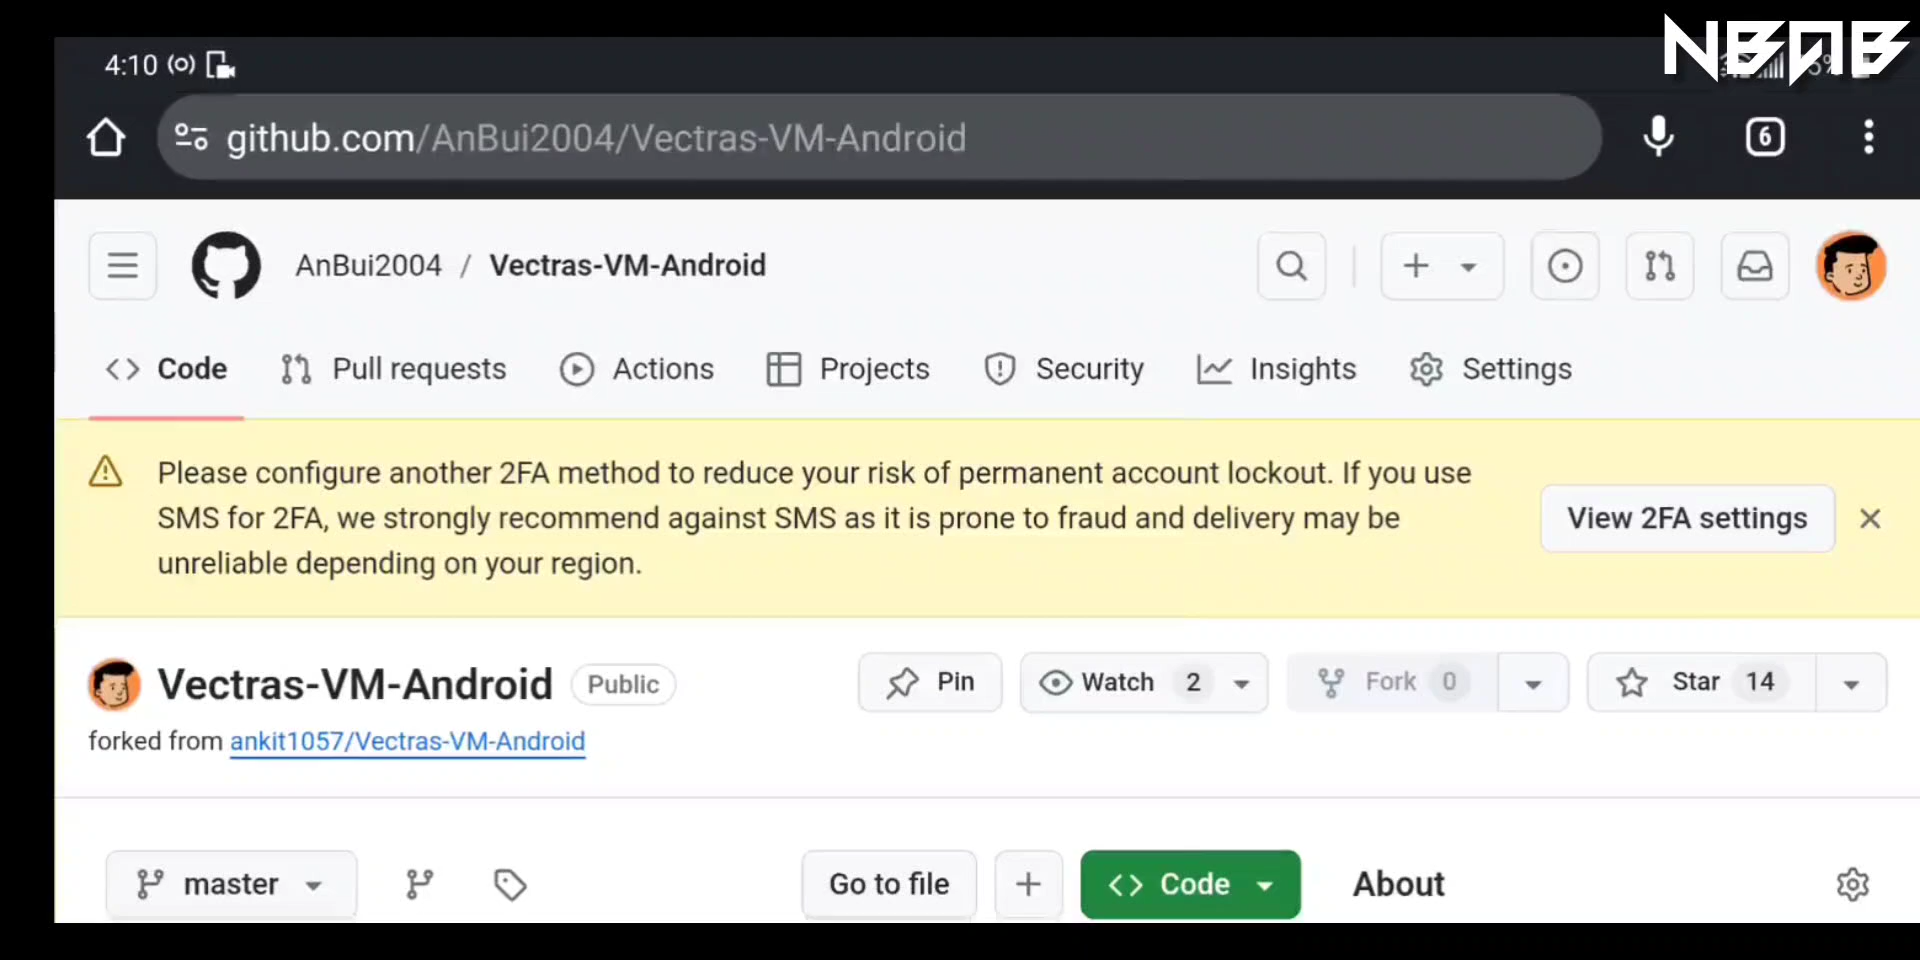 NBAB
4:10
github.com/AnBui2004/Vectras-VM-Android
6
AnBui2004 / Vectras-VM-Android
Code Pull requests Actions Projects Security Insights Settings
Please configure another 2FA method to reduce your risk of permanent account lockout. If you use
SMS for 2FA, we strongly recommend against SMS as it is prone to fraud and delivery may be
unreliable depending on your region.
View 2FA settings
Vectras-VM-Android Public
Pin Watch 2 Fork 0 Star 14
forked from ankit1057/Vectras-VM-Android
master Go to file Code About